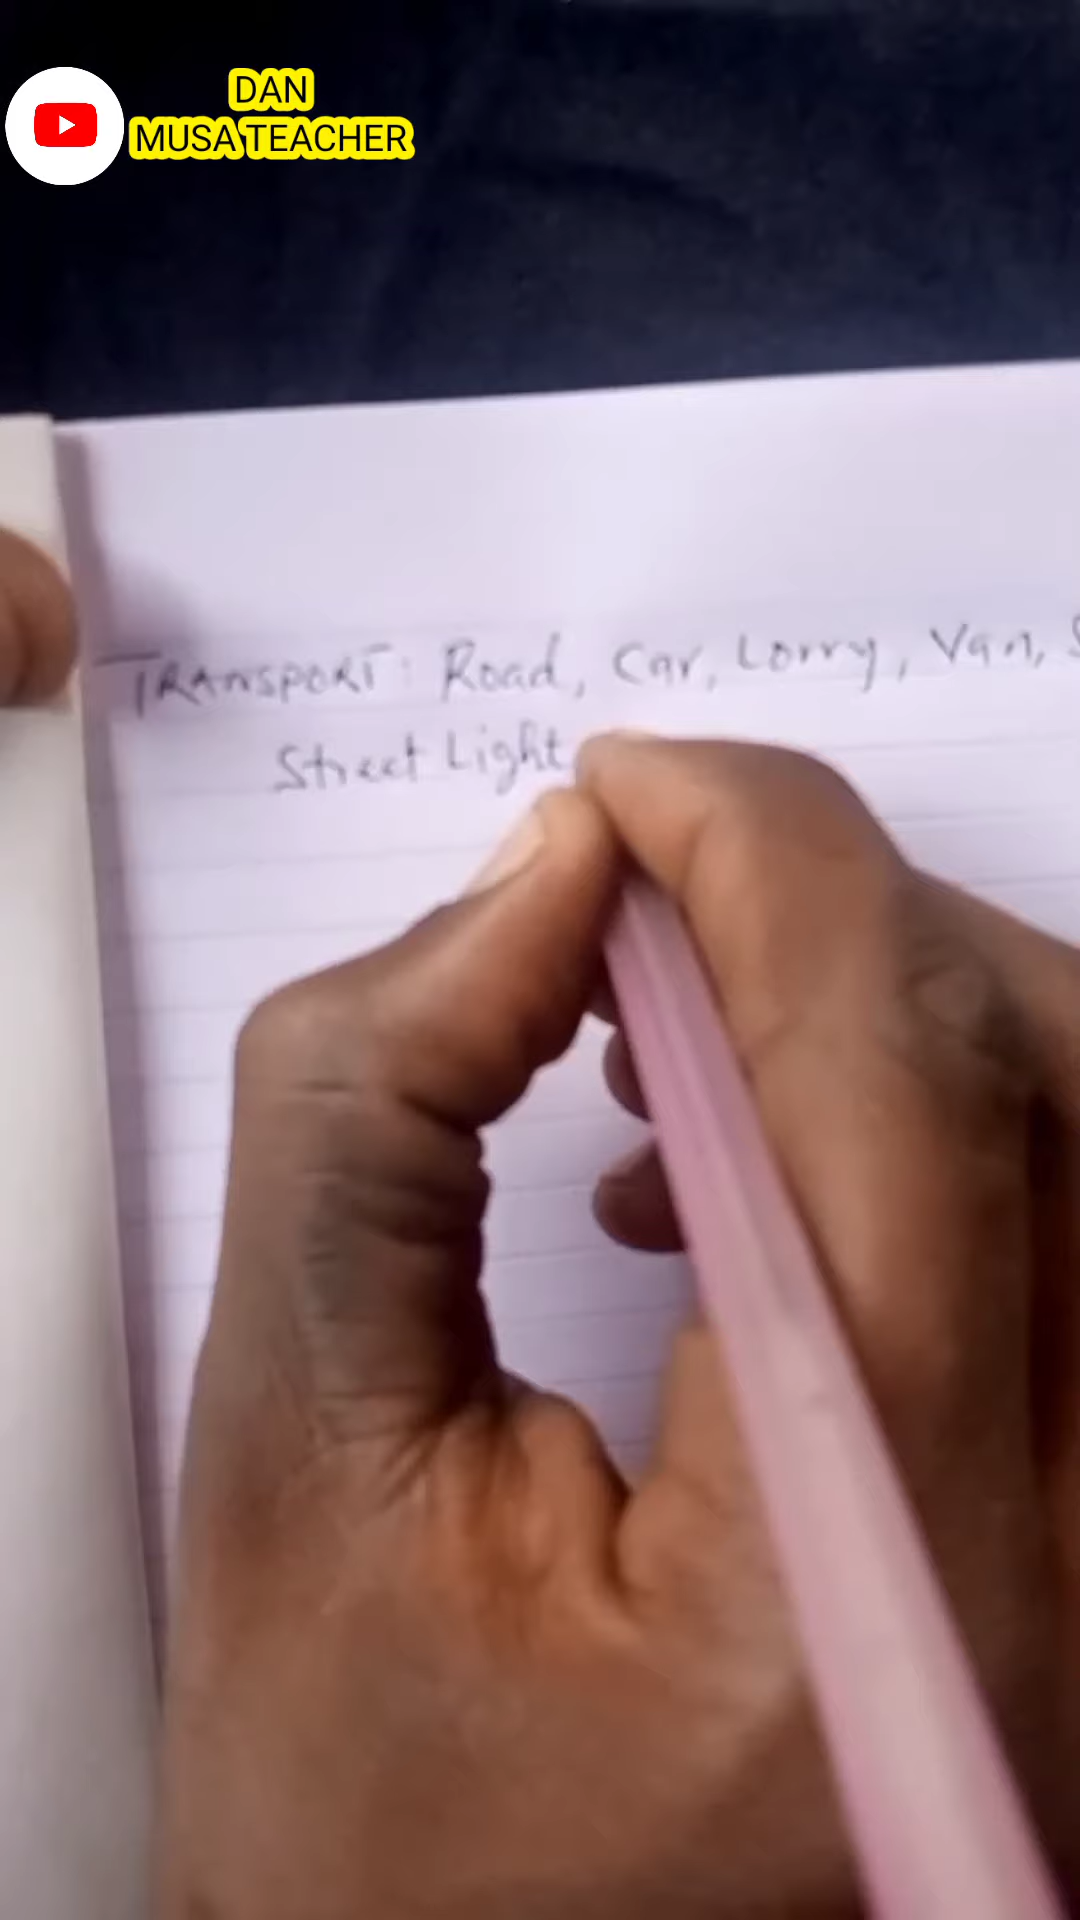 DAN
MUSA TEACHER
TRANSPORT: Road, Car, Lorry, Van,
Street Light